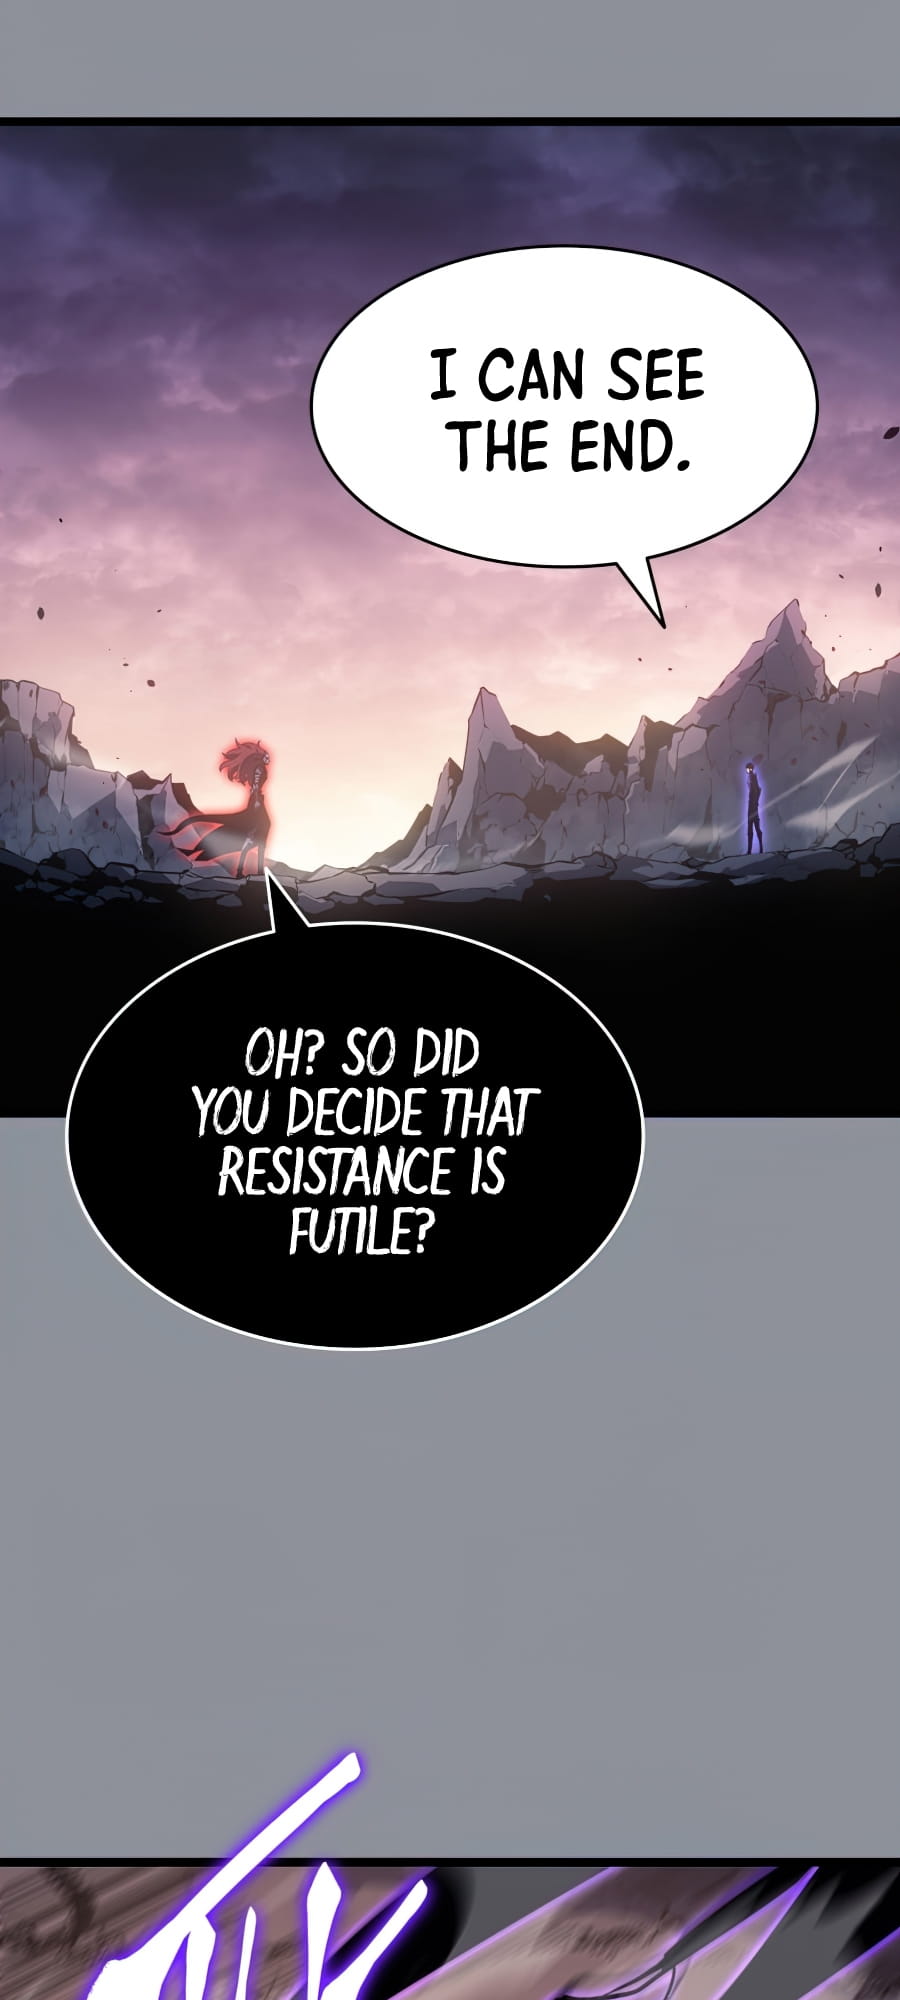 I CAN SEE
THE END.
OH? SO DID
YOU DECIDE THAT
RESISTANCE IS
FUTILE?